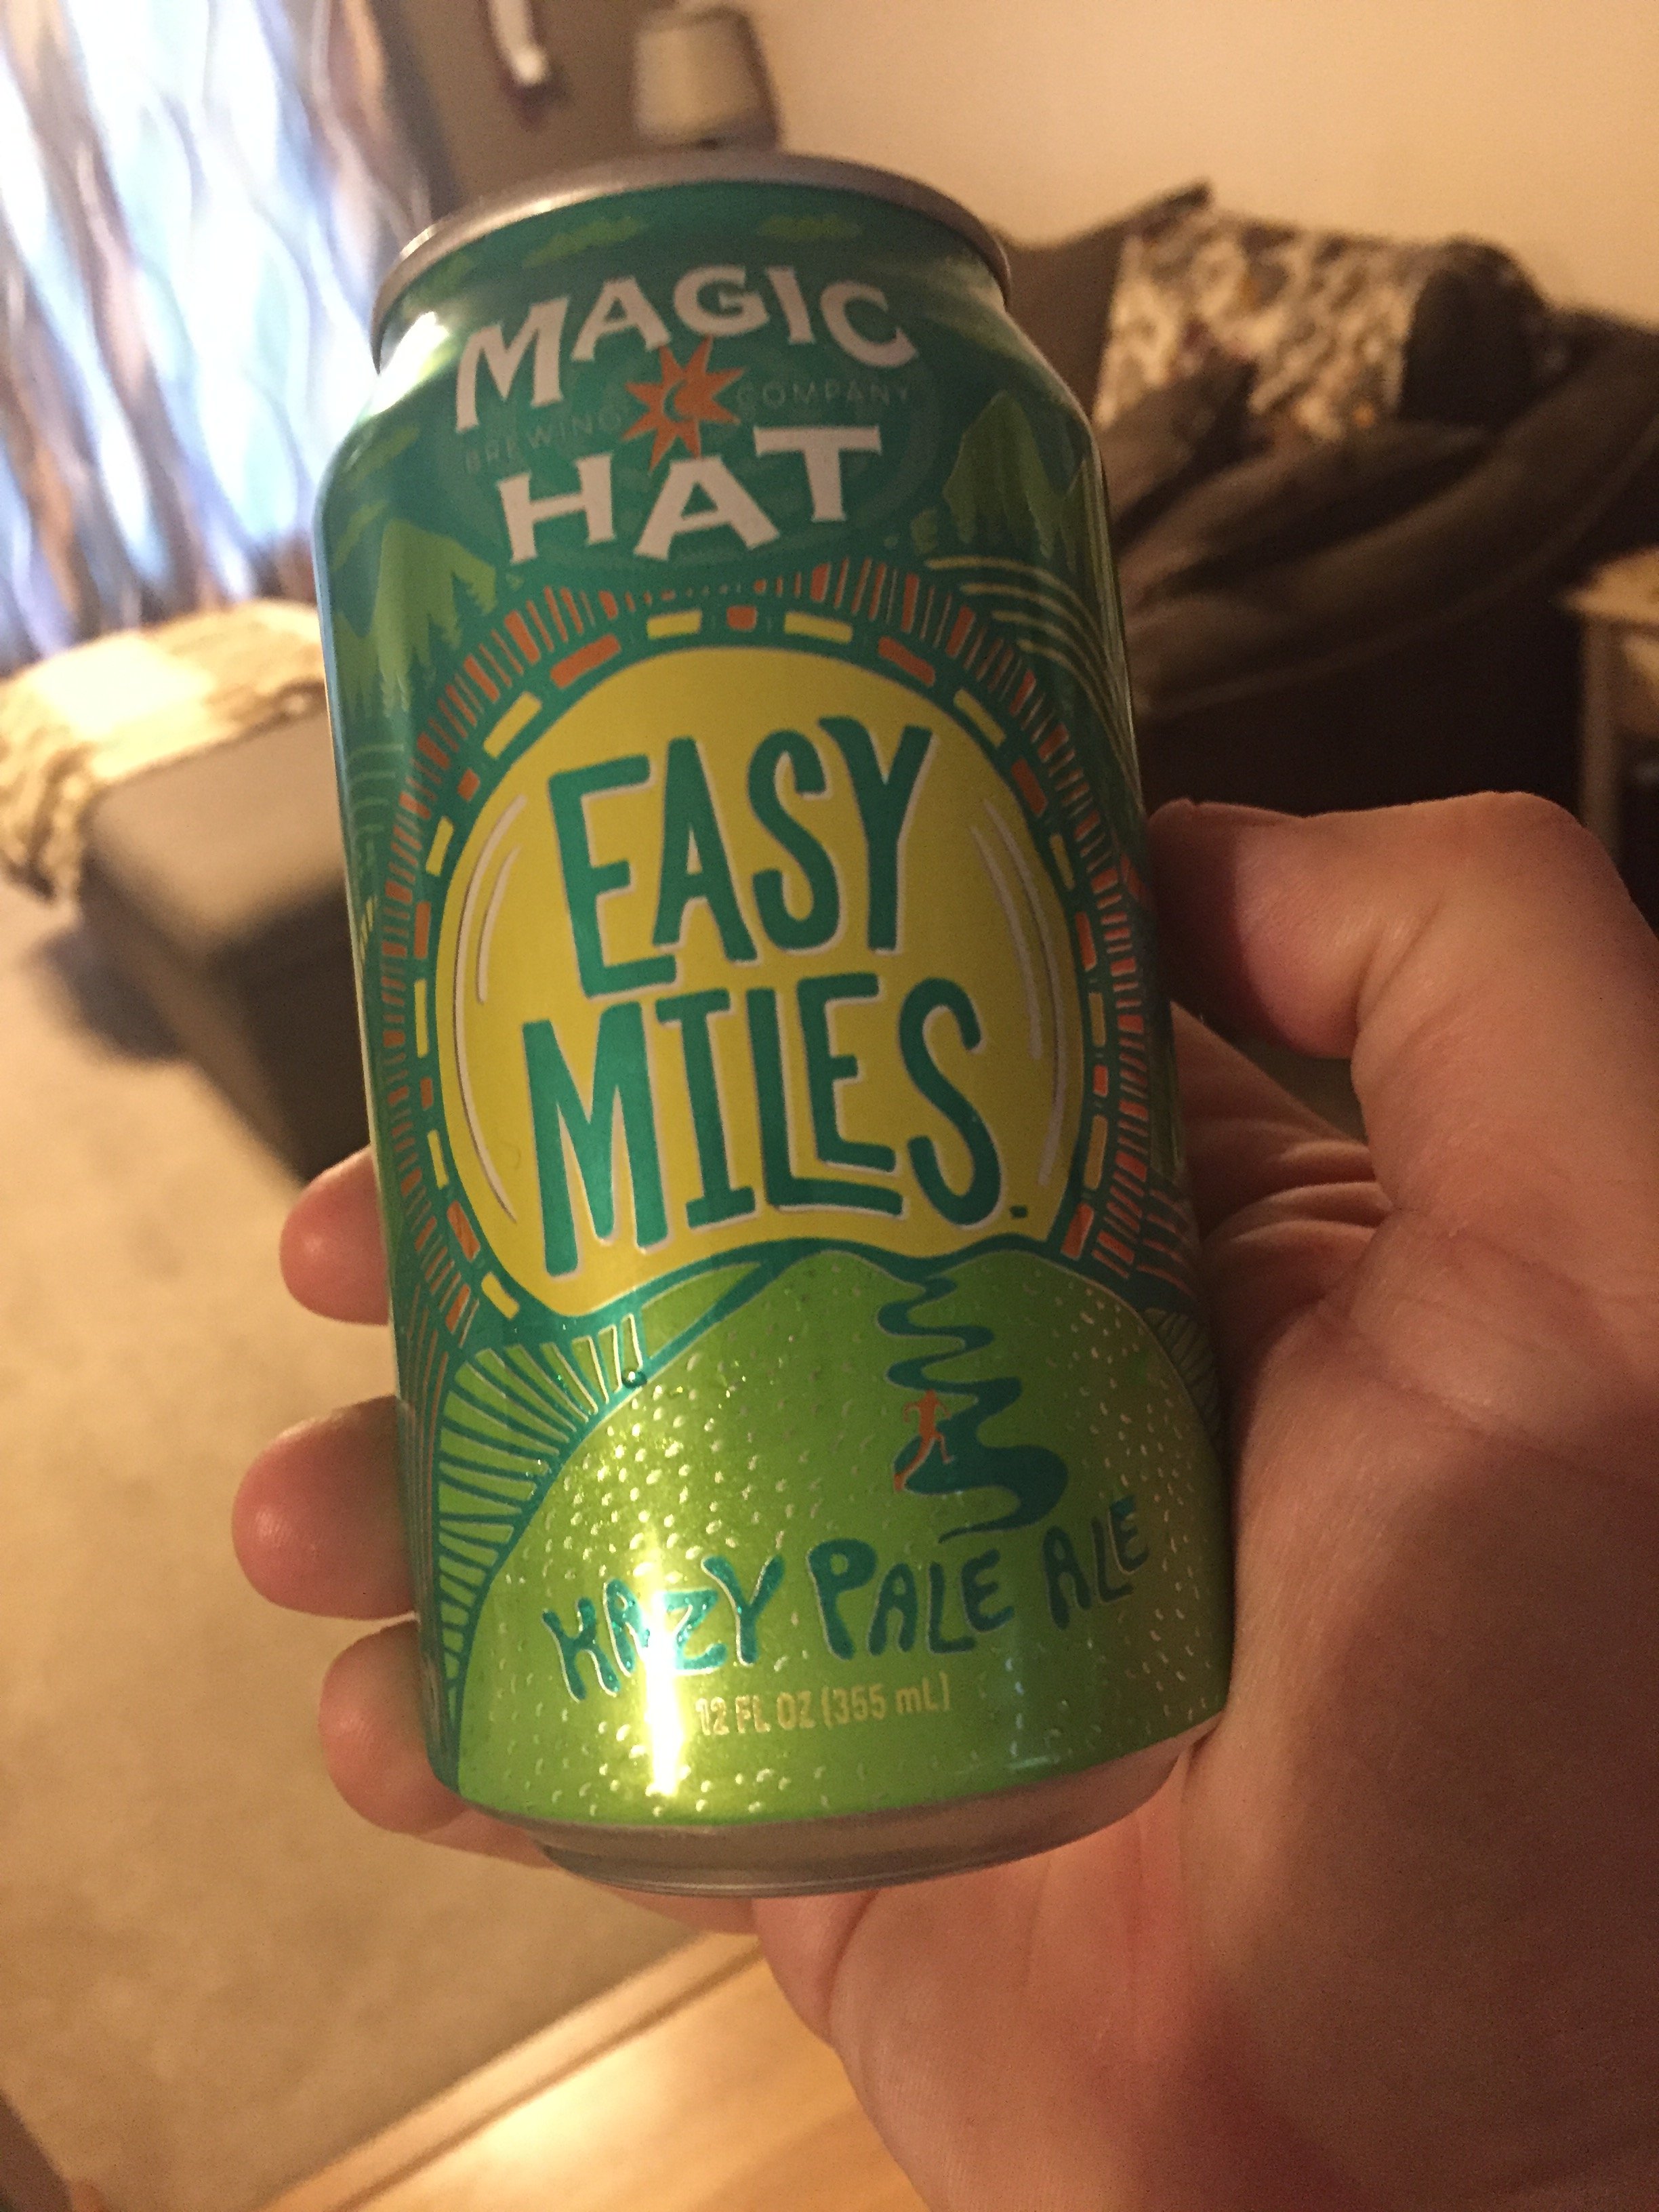 MAGIC
BREWING COMPANY
HAT
EASY
MILES
HAZY PALE ALE
12 FL OZ (355 mL)